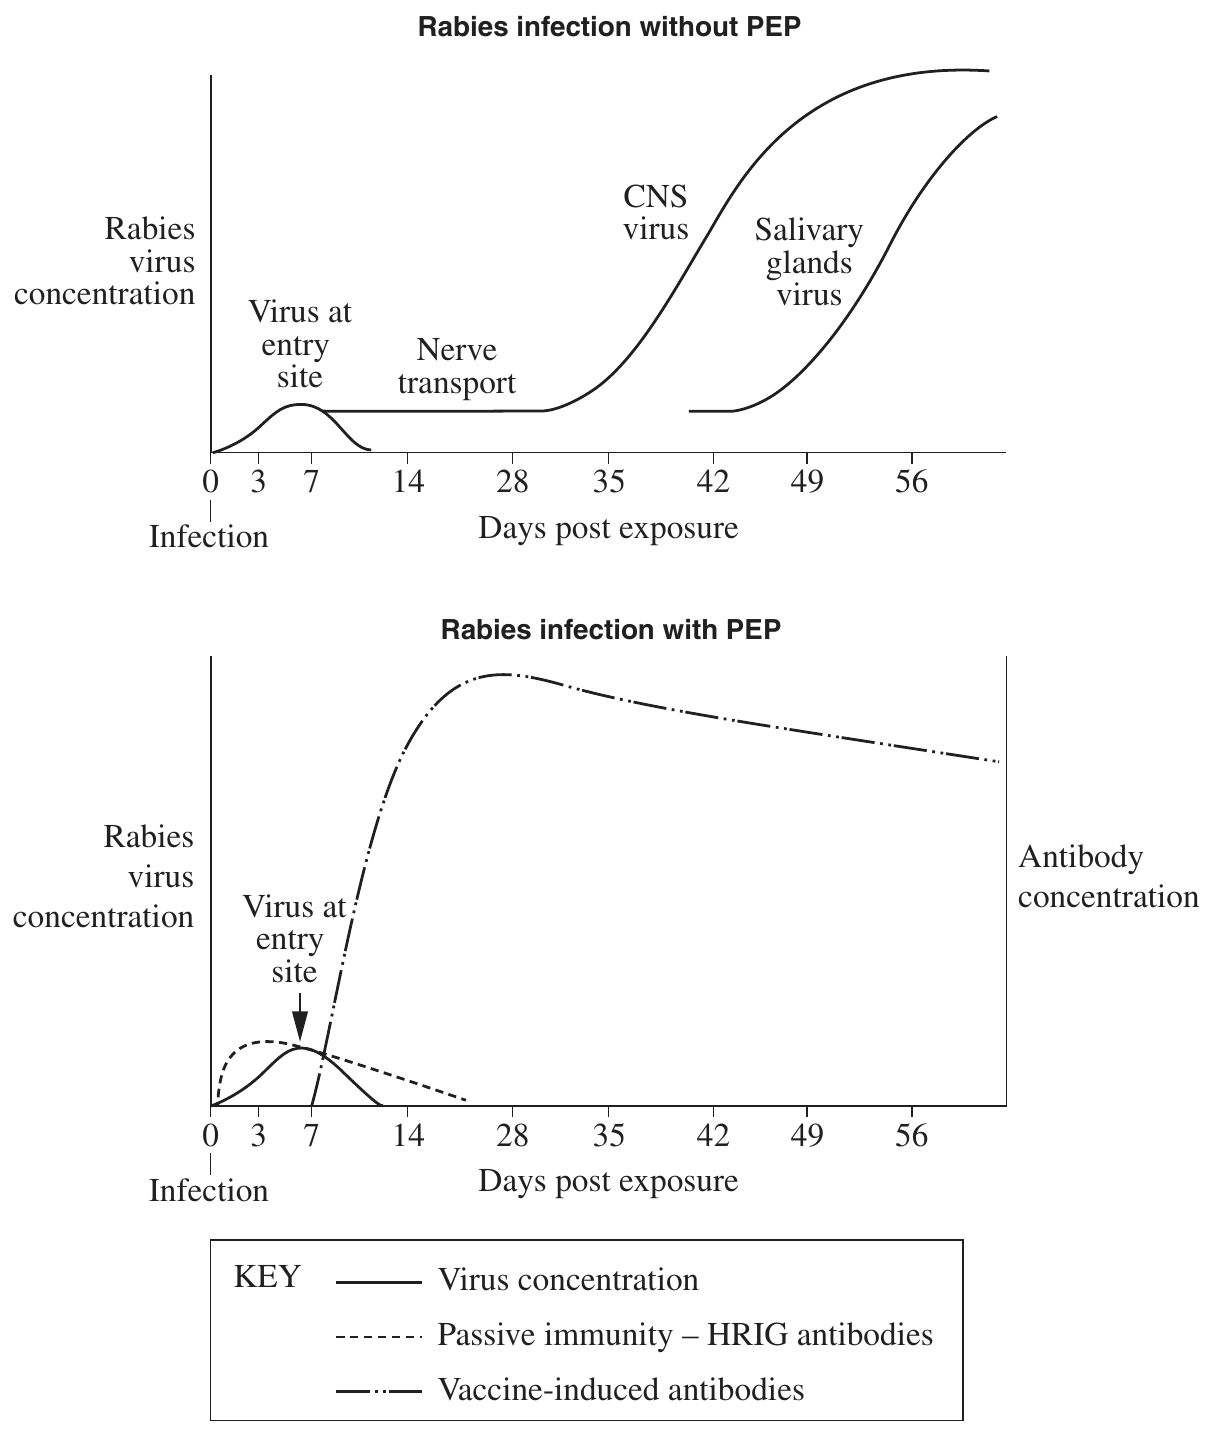 Rabies infection without PEP
Rabies
virus
concentration
Virus at
entry
site
Nerve
transport
CNS
virus
Salivary
glands
virus
0 3 7 14 28 35 42 49 56
Infection
Days post exposure
Rabies infection with PEP
Rabies
virus
concentration
Virus at
entry
site
Antibody
concentration
0 3 7 14 28 35 42 49 56
Infection
Days post exposure
KEY
Virus concentration
Passive immunity – HRIG antibodies
Vaccine-induced antibodies